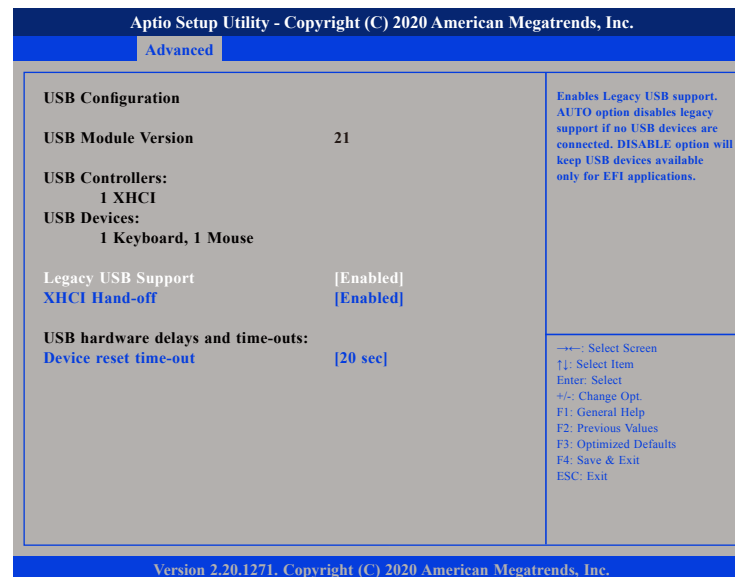 Aptio Setup Utility - Copyright (C) 2020 American Megatrends, Inc.
Advanced
USB Configuration
USB Module Version 21
USB Controllers:
1 XHCI
USB Devices:
1 Keyboard, 1 Mouse
Legacy USB Support [Enabled]
XHCI Hand-off [Enabled]
USB hardware delays and time-outs:
Device reset time-out [20 sec]
Enables Legacy USB support.
AUTO option disables legacy
support if no USB devices are
connected. DISABLE option will
keep USB devices available
only for EFI applications.
→←: Select Screen
↑↓: Select Item
Enter: Select
+/-: Change Opt.
F1: General Help
F2: Previous Values
F3: Optimized Defaults
F4: Save & Exit
ESC: Exit
Version 2.20.1271. Copyright (C) 2020 American Megatrends, Inc.